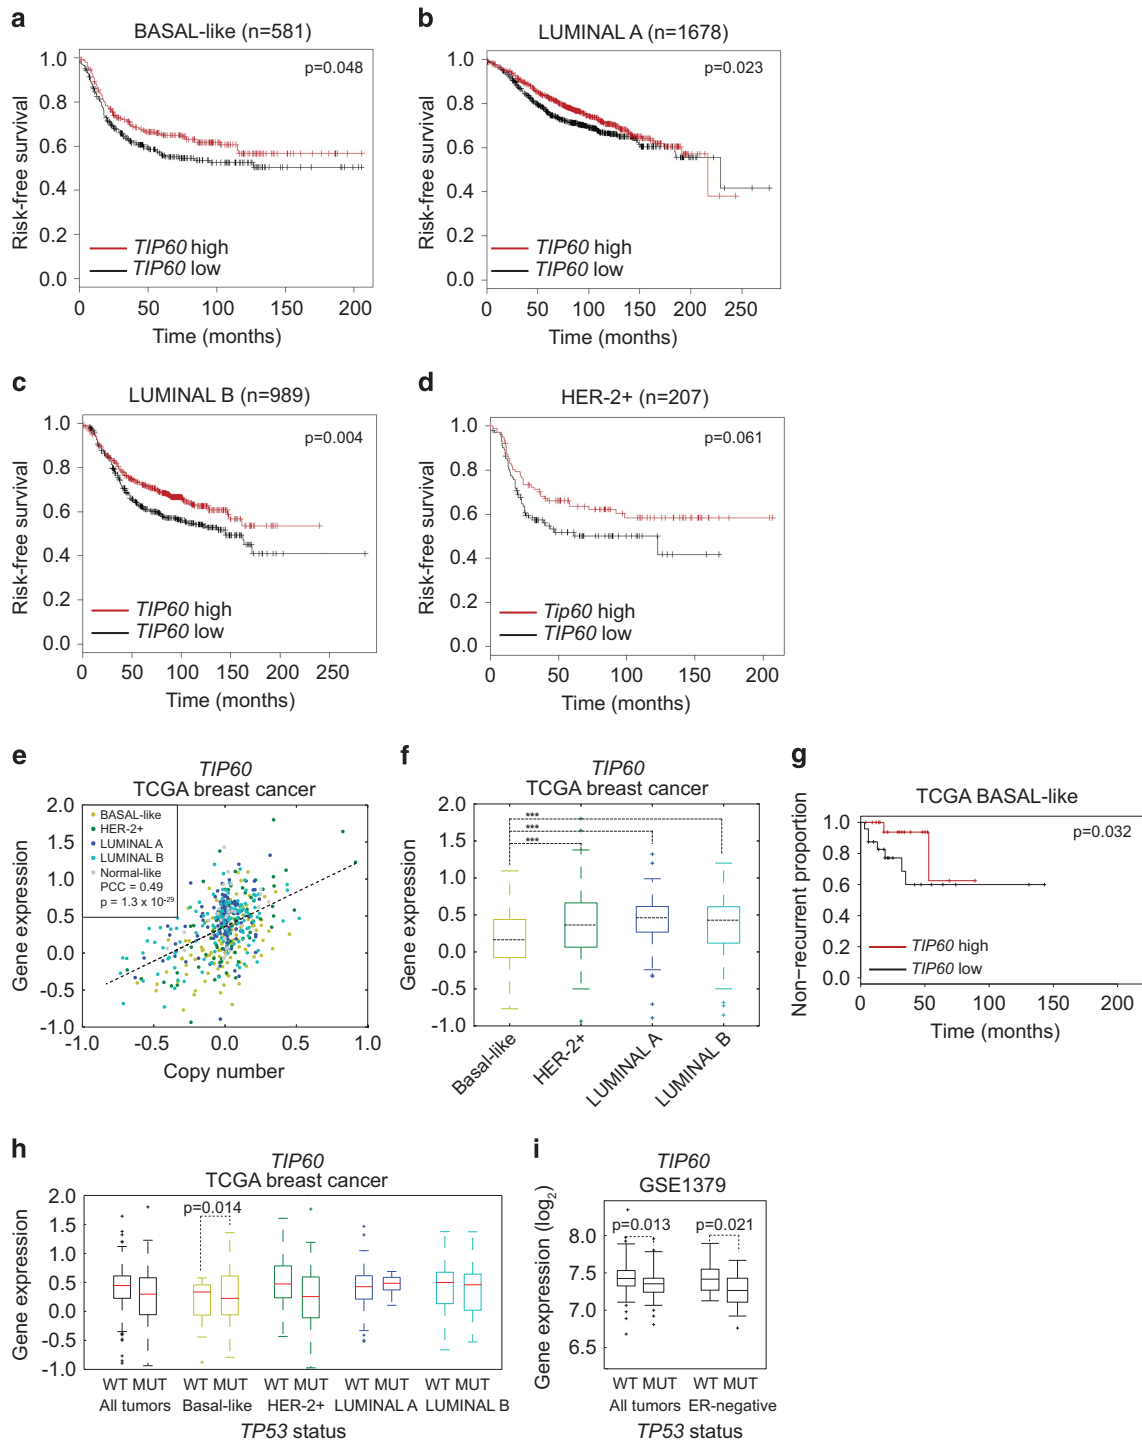 a
BASAL-like (n=581)
p=0.048
1.0
0.8
0.6
0.4
0.2
0.0
Risk-free survival
TIP60 high
TIP60 low
0 50 100 150 200
Time (months)
b
LUMINAL A (n=1678)
p=0.023
1.0
0.8
0.6
0.4
0.2
0.0
Risk-free survival
TIP60 high
TIP60 low
0 50 100 150 200 250
Time (months)
c
LUMINAL B (n=989)
p=0.004
1.0
0.8
0.6
0.4
0.2
0.0
Risk-free survival
TIP60 high
TIP60 low
0 50 100 150 200 250
Time (months)
d
HER-2+ (n=207)
p=0.061
1.0
0.8
0.6
0.4
0.2
0.0
Risk-free survival
Tip60 high
TIP60 low
0 50 100 150 200
Time (months)
e
TIP60
TCGA breast cancer
2.0
1.5
1.0
0.5
0.0
-0.5
-1.0
Gene expression
BASAL-like
HER-2+
LUMINAL A
LUMINAL B
Normal-like
PCC = 0.49
p = 1.3 x 10-29
-1.0 -0.5 0.0 0.5 1.0
Copy number
f
TIP60
TCGA breast cancer
2.0
1.5
1.0
0.5
0.0
-0.5
-1.0
Gene expression
***
***
***
Basal-like
HER-2+
LUMINAL A
LUMINAL B
g
TCGA BASAL-like
p=0.032
1.0
0.8
0.6
0.4
0.2
0.0
Non-recurrent proportion
TIP60 high
TIP60 low
0 50 100 150 200
Time (months)
h
TIP60
TCGA breast cancer
2.0
1.5
1.0
0.5
0.0
-0.5
-1.0
Gene expression
p=0.014
WT MUT WT MUT WT MUT WT MUT WT MUT
All tumors Basal-like HER-2+ LUMINAL A LUMINAL B
TP53 status
i
TIP60
GSE1379
8.0
7.5
7.0
6.5
Gene expression (log2)
p=0.013 p=0.021
WT MUT WT MUT
All tumors ER-negative
TP53 status